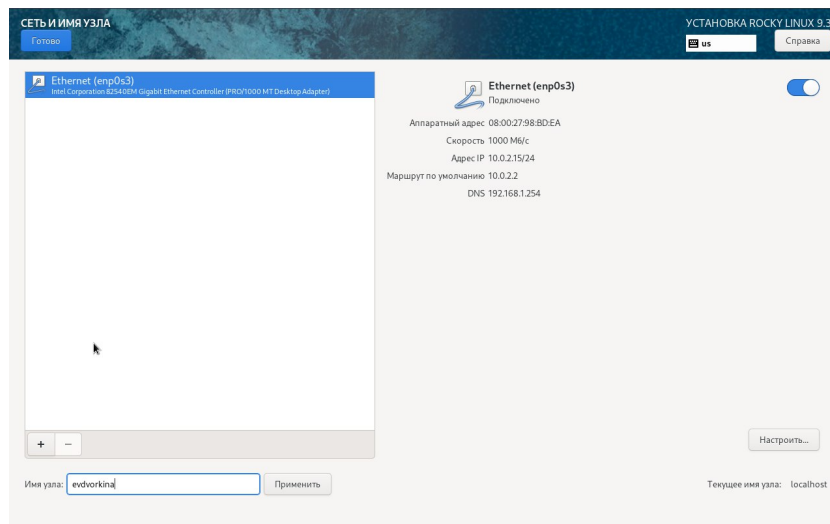 СЕТЬ И ИМЯ УЗЛА
УСТАНОВКА ROCKY LINUX 9.3
Готово
us
Справка
Ethernet (enp0s3)
Intel Corporation 82540EM Gigabit Ethernet Controller (PRO/1000 MT Desktop Adapter)
Ethernet (enp0s3)
Подключено
Аппаратный адрес 08:00:27:98:BD:EA
Скорость 1000 Мб/с
Адрес IP 10.0.2.15/24
Маршрут по умолчанию 10.0.2.2
DNS 192.168.1.254
+ −
Настроить...
Имя узла: evdvorkina Применить
Текущее имя узла: localhost